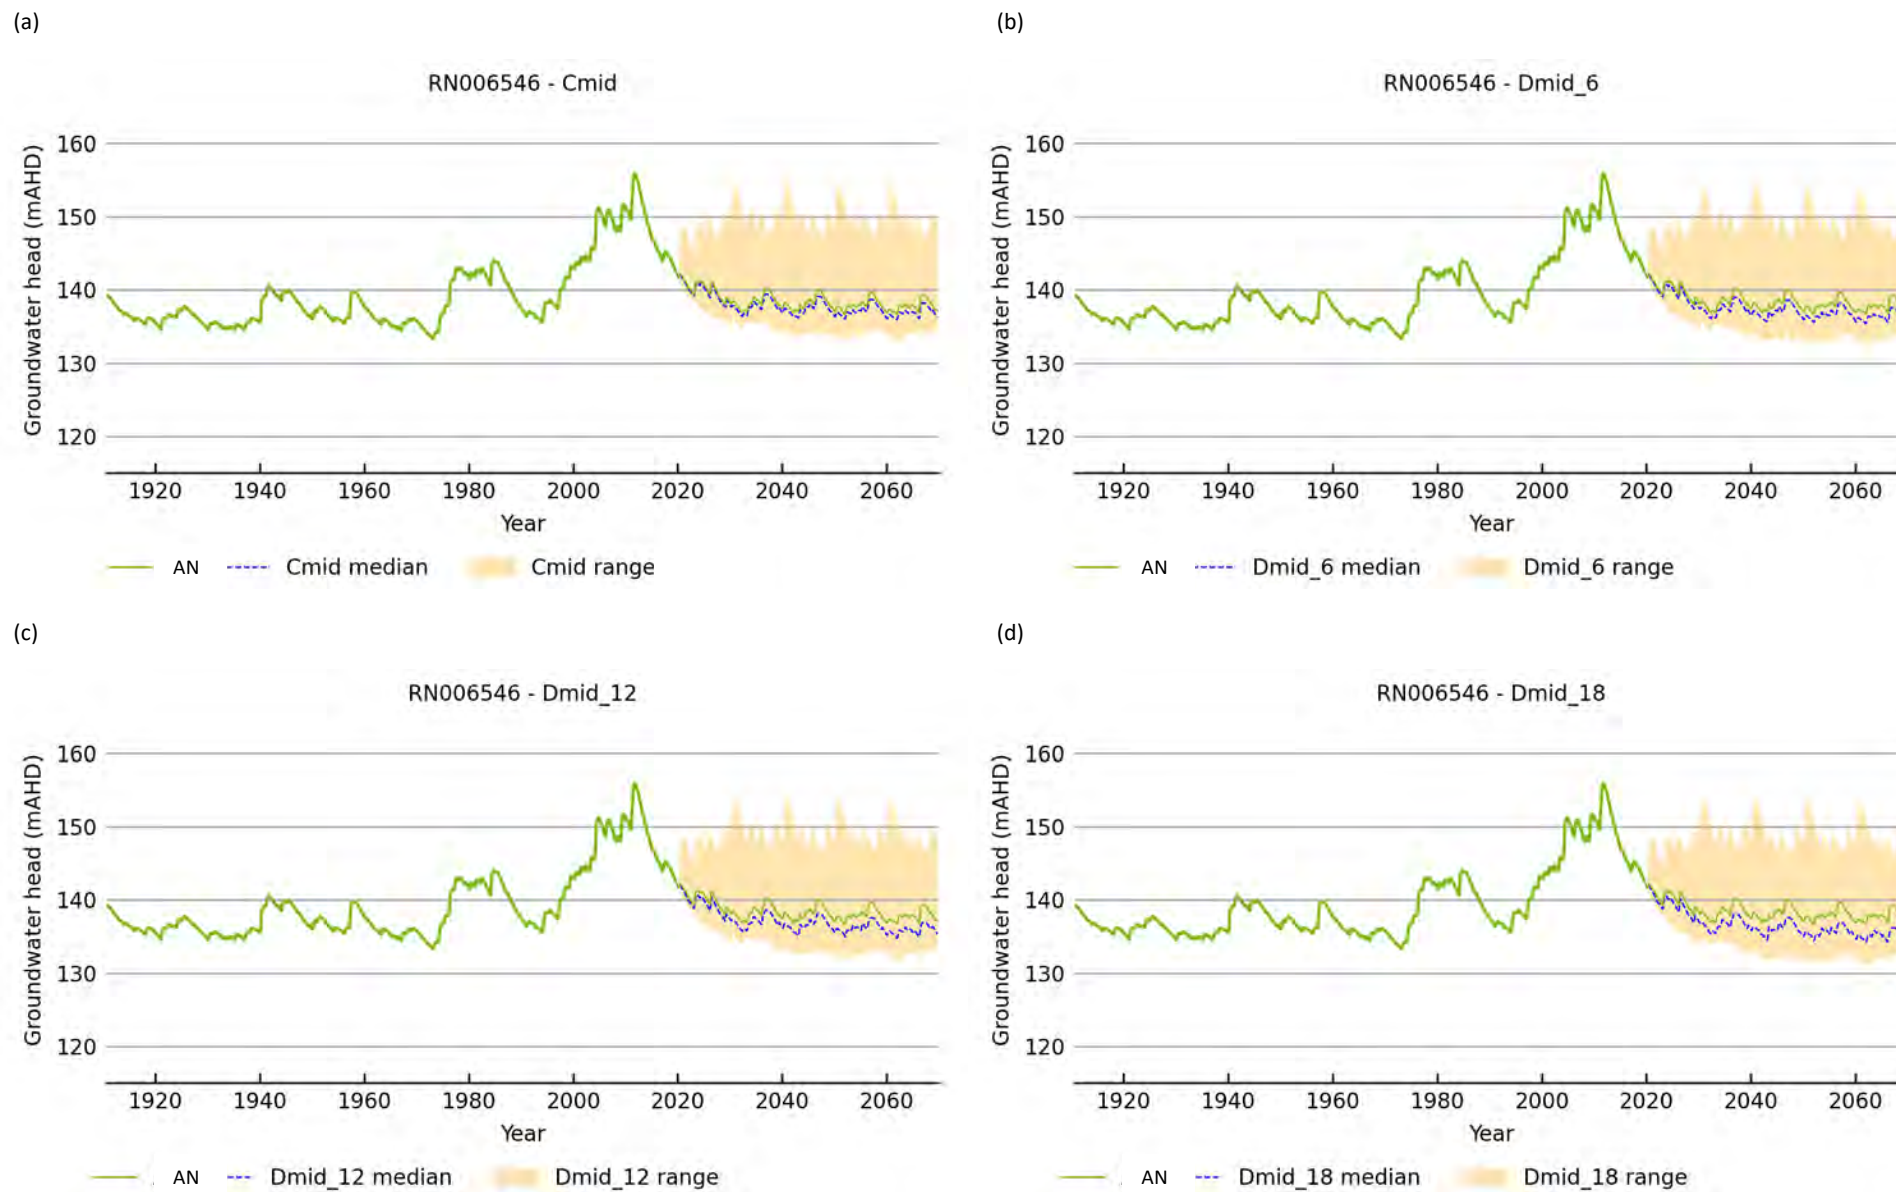 (a)
RN006546 - Cmid
Groundwater head (mAHD)
160
150
140
130
120
1920 1940 1960 1980 2000 2020 2040 2060
Year
AN Cmid median Cmid range
(b)
RN006546 - Dmid_6
Groundwater head (mAHD)
160
150
140
130
120
1920 1940 1960 1980 2000 2020 2040 2060
Year
AN Dmid_6 median Dmid_6 range
(c)
RN006546 - Dmid_12
Groundwater head (mAHD)
160
150
140
130
120
1920 1940 1960 1980 2000 2020 2040 2060
Year
AN Dmid_12 median Dmid_12 range
(d)
RN006546 - Dmid_18
Groundwater head (mAHD)
160
150
140
130
120
1920 1940 1960 1980 2000 2020 2040 2060
Year
AN Dmid_18 median Dmid_18 range